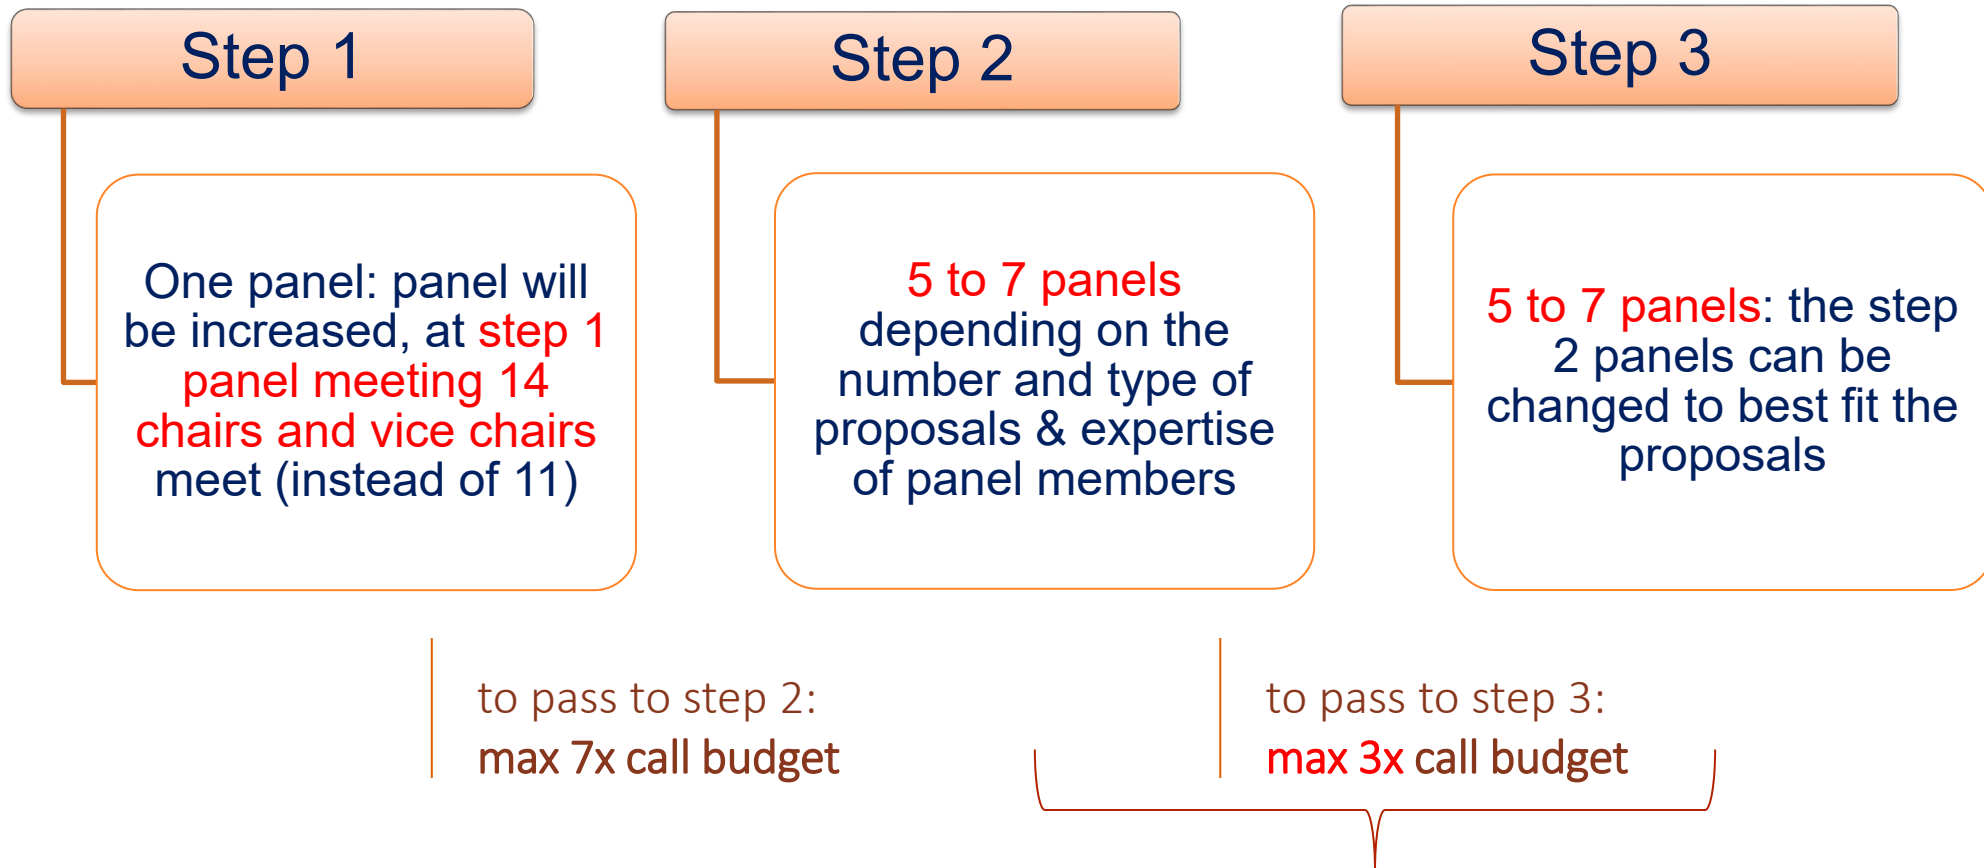 Step 1
One panel: panel will
be increased, at step 1
panel meeting 14
chairs and vice chairs
meet (instead of 11)
Step 2
5 to 7 panels
depending on the
number and type of
proposals & expertise
of panel members
Step 3
5 to 7 panels: the step
2 panels can be
changed to best fit the
proposals
to pass to step 2:
max 7x call budget
to pass to step 3:
max 3x call budget